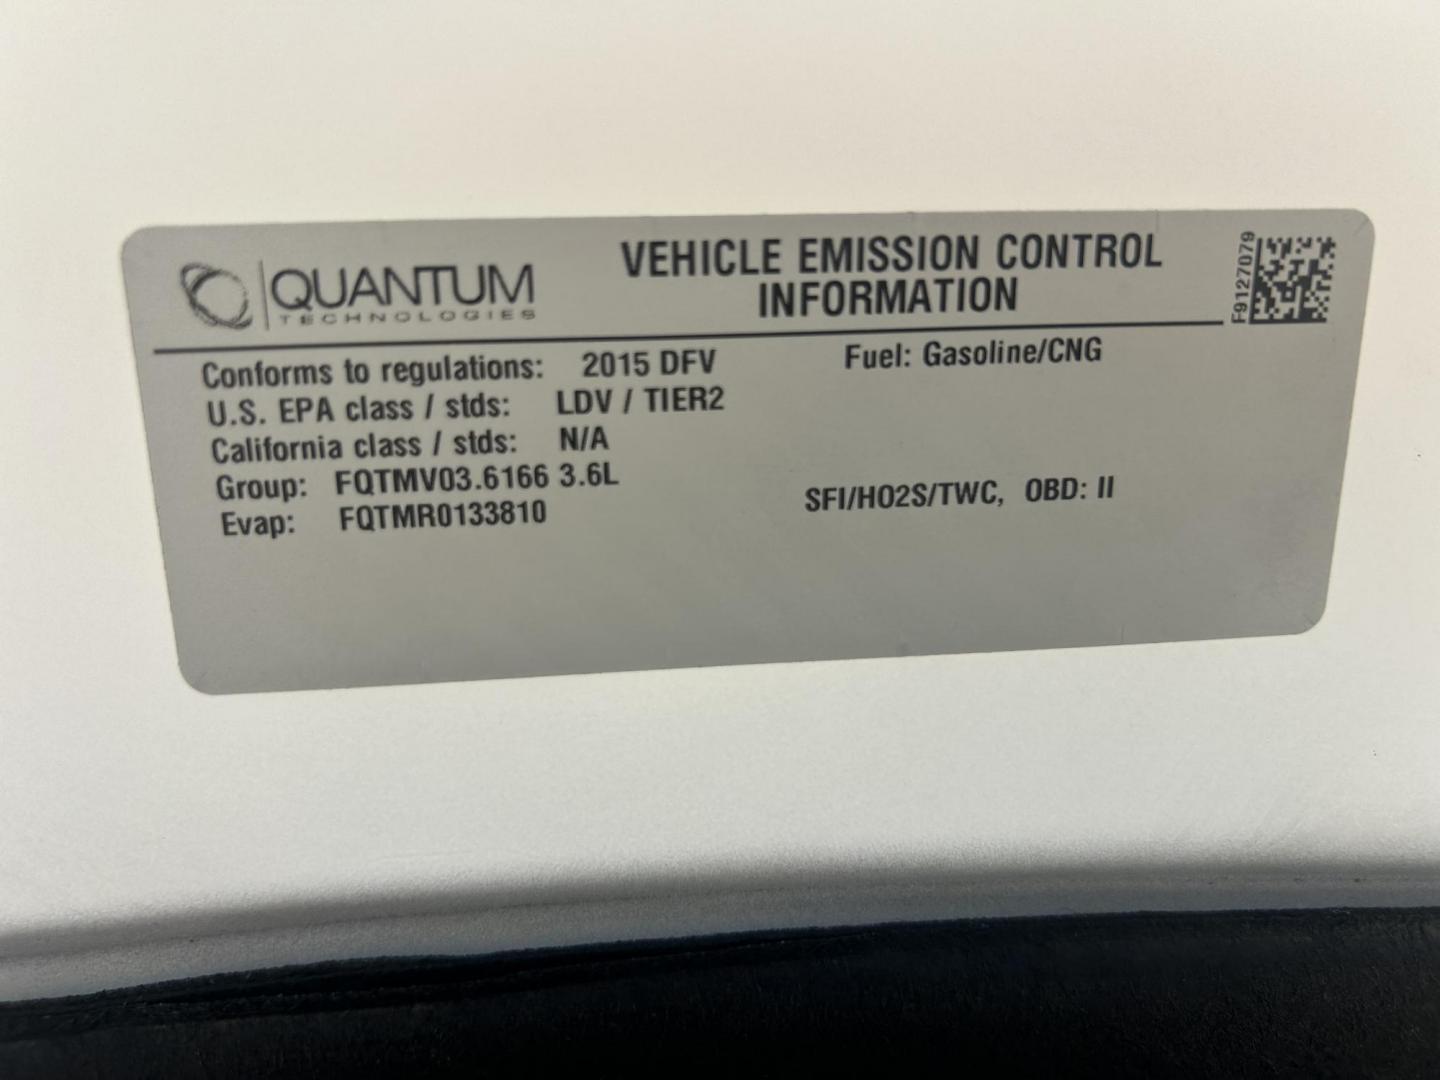 QUANTUM
TECHNOLOGIES
VEHICLE EMISSION CONTROL
INFORMATION
F9127079
Conforms to regulations: 2015 DFV
Fuel: Gasoline/CNG
U.S. EPA class / stds: LDV / TIER2
California class / stds: N/A
Group: FQTMV03.6166 3.6L
SFI/HO2S/TWC, OBD: II
Evap: FQTMR0133810